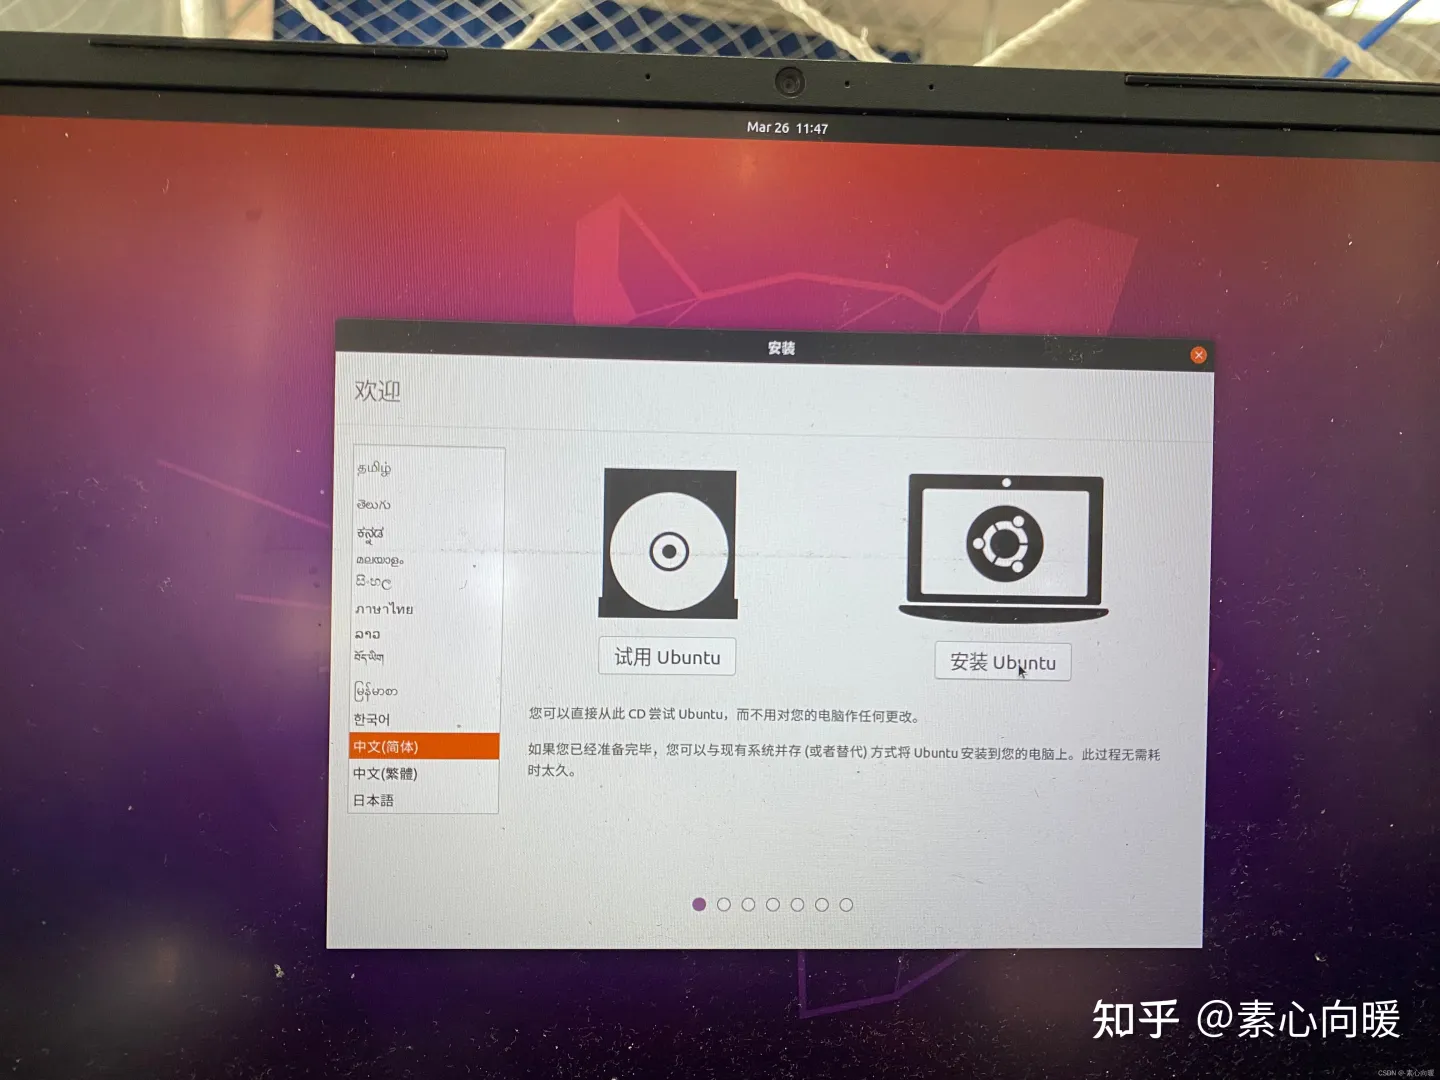 Mar 26 11:47
安装
欢迎
தமிழ்
తెలుగు
ಕನ್ನಡ
മലയാളം
සිංහල
ภาษาไทย
ລາວ
བོད་ཡིག
မြန်မာစာ
한국어
中文(简体)
中文(繁體)
日本語
试用 Ubuntu
安装 Ubuntu
您可以直接从此 CD 尝试 Ubuntu，而不用对您的电脑作任何更改。
如果您已经准备完毕，您可以与现有系统并存 (或者替代) 方式将 Ubuntu 安装到您的电脑上。此过程无需耗
时太久。
知乎 @素心向暖
CSDN @素心向暖